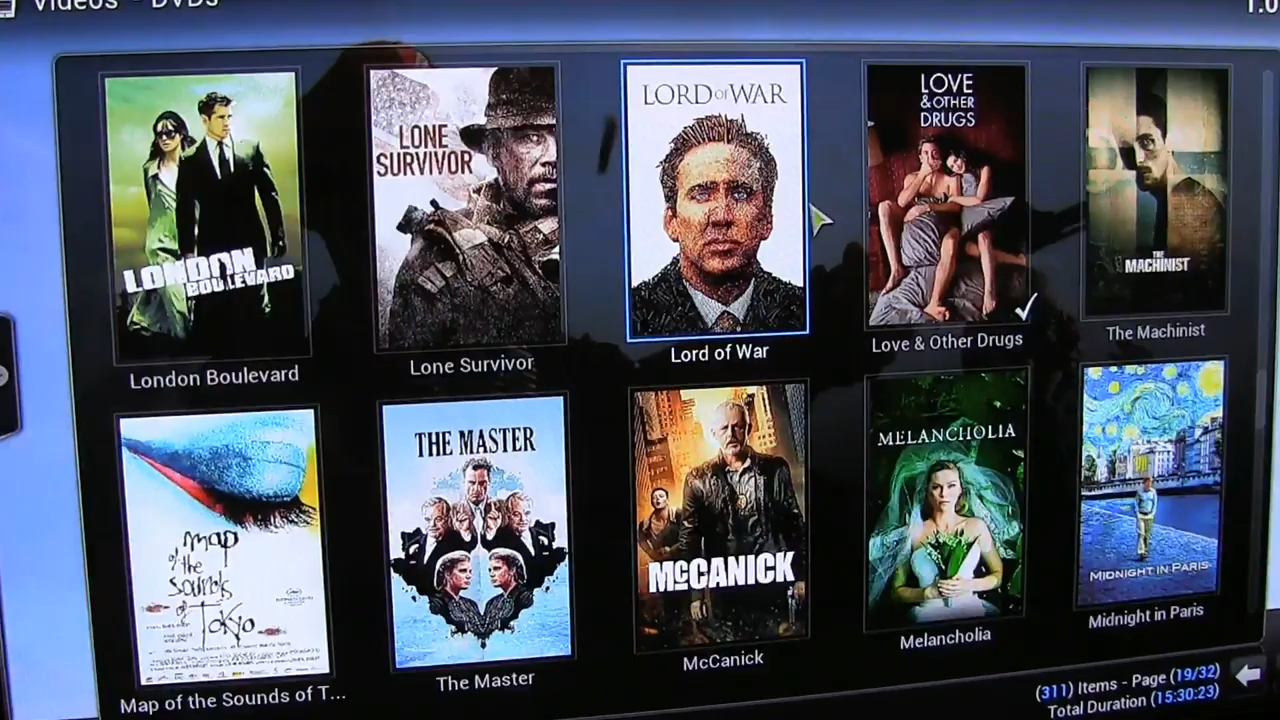 Videos - DVDs
LONDON
BOULEVARD
London Boulevard
LONE
SURVIVOR
Lone Survivor
LORD OF WAR
Lord of War
LOVE
& OTHER
DRUGS
Love & Other Drugs
THE
MACHINIST
The Machinist
map
of the
sounds
of
Tokyo
Map of the Sounds of T...
THE MASTER
The Master
McCANICK
McCanick
MELANCHOLIA
Melancholia
MIDNIGHT IN PARIS
Midnight in Paris
(311) Items - Page (19/32)
Total Duration (15:30:23)